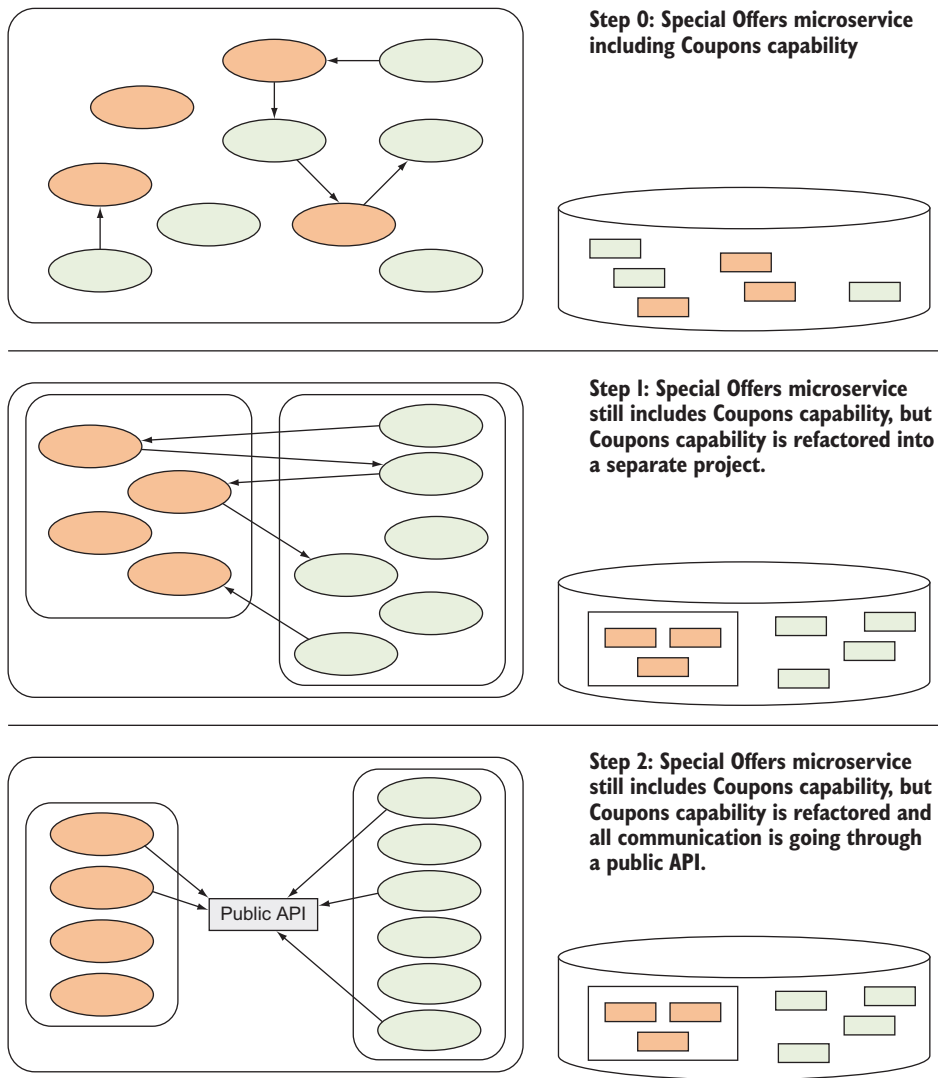 Step 0: Special Offers microservice
including Coupons capability
Step 1: Special Offers microservice
still includes Coupons capability, but
Coupons capability is refactored into
a separate project.
Step 2: Special Offers microservice
still includes Coupons capability, but
Coupons capability is refactored and
all communication is going through
a public API.
Public API